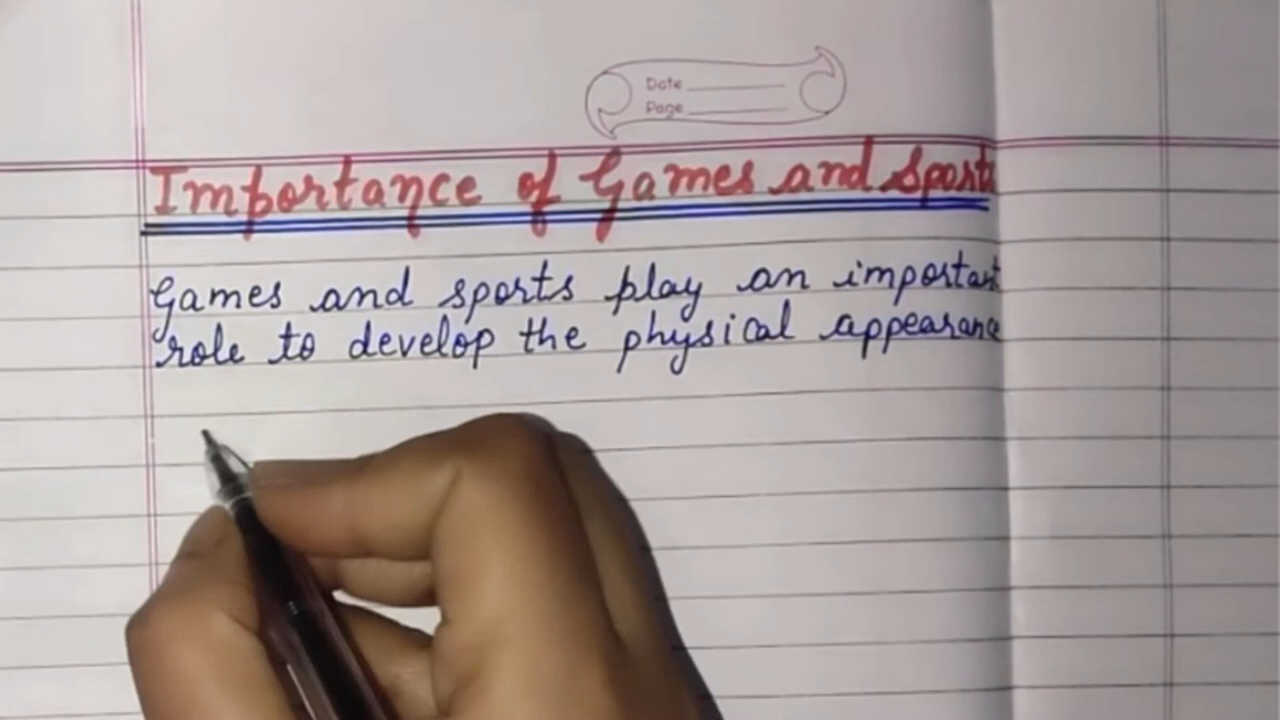 Date
Page
Importance of Games and Sports
Games and sports play an important
role to develop the physical appearance